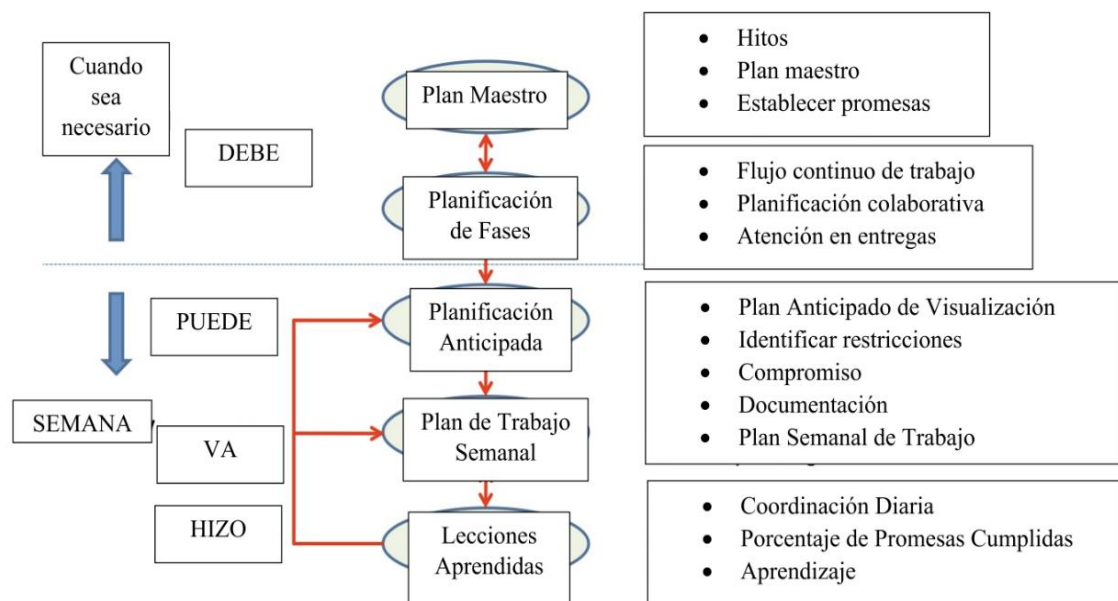 Cuando
sea
necesario
DEBE
Plan Maestro
• Hitos
• Plan maestro
• Establecer promesas
Planificación
de Fases
• Flujo continuo de trabajo
• Planificación colaborativa
• Atención en entregas
PUEDE
Planificación
Anticipada
• Plan Anticipado de Visualización
• Identificar restricciones
• Compromiso
• Documentación
• Plan Semanal de Trabajo
SEMANA
VA
Plan de Trabajo
Semanal
HIZO
Lecciones
Aprendidas
• Coordinación Diaria
• Porcentaje de Promesas Cumplidas
• Aprendizaje